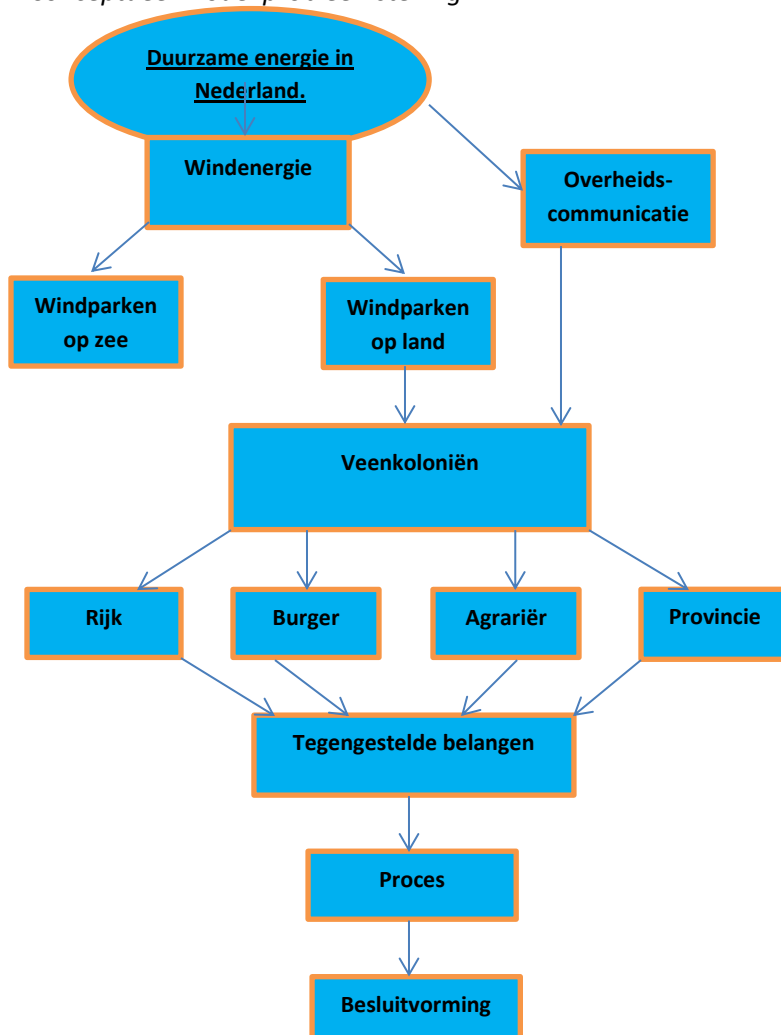 Duurzame energie in
Nederland.
Windenergie
Overheids-
communicatie
Windparken
op zee
Windparken
op land
Veenkoloniën
Rijk
Burger
Agrariër
Provincie
Tegengestelde belangen
Proces
Besluitvorming